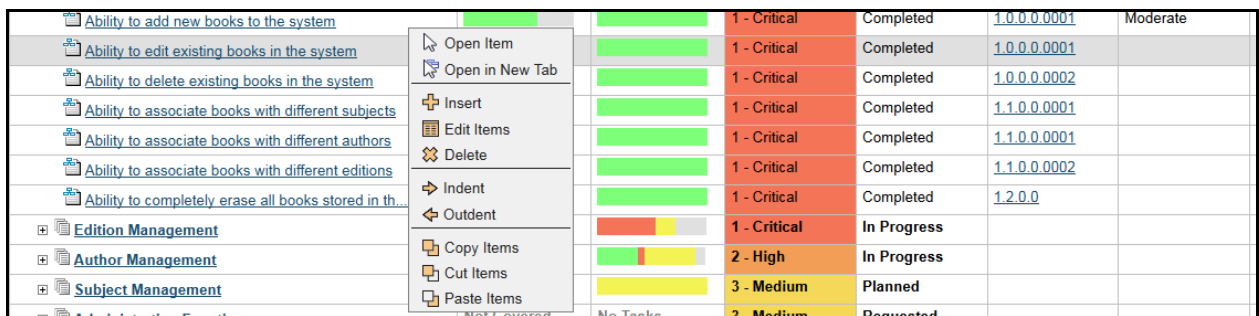 Ability to add new books to the system 1 - Critical Completed 1.0.0.0.0001 Moderate
Ability to edit existing books in the system 1 - Critical Completed 1.0.0.0.0001
Ability to delete existing books in the system 1 - Critical Completed 1.0.0.0.0002
Ability to associate books with different subjects 1 - Critical Completed 1.1.0.0.0001
Ability to associate books with different authors 1 - Critical Completed 1.1.0.0.0001
Ability to associate books with different editions 1 - Critical Completed 1.1.0.0.0002
Ability to completely erase all books stored in th... 1 - Critical Completed 1.2.0.0
Edition Management 1 - Critical In Progress
Author Management 2 - High In Progress
Subject Management 3 - Medium Planned
Not Covered No Tasks 3 - Medium Requested
Open Item
Open in New Tab
Insert
Edit Items
Delete
Indent
Outdent
Copy Items
Cut Items
Paste Items